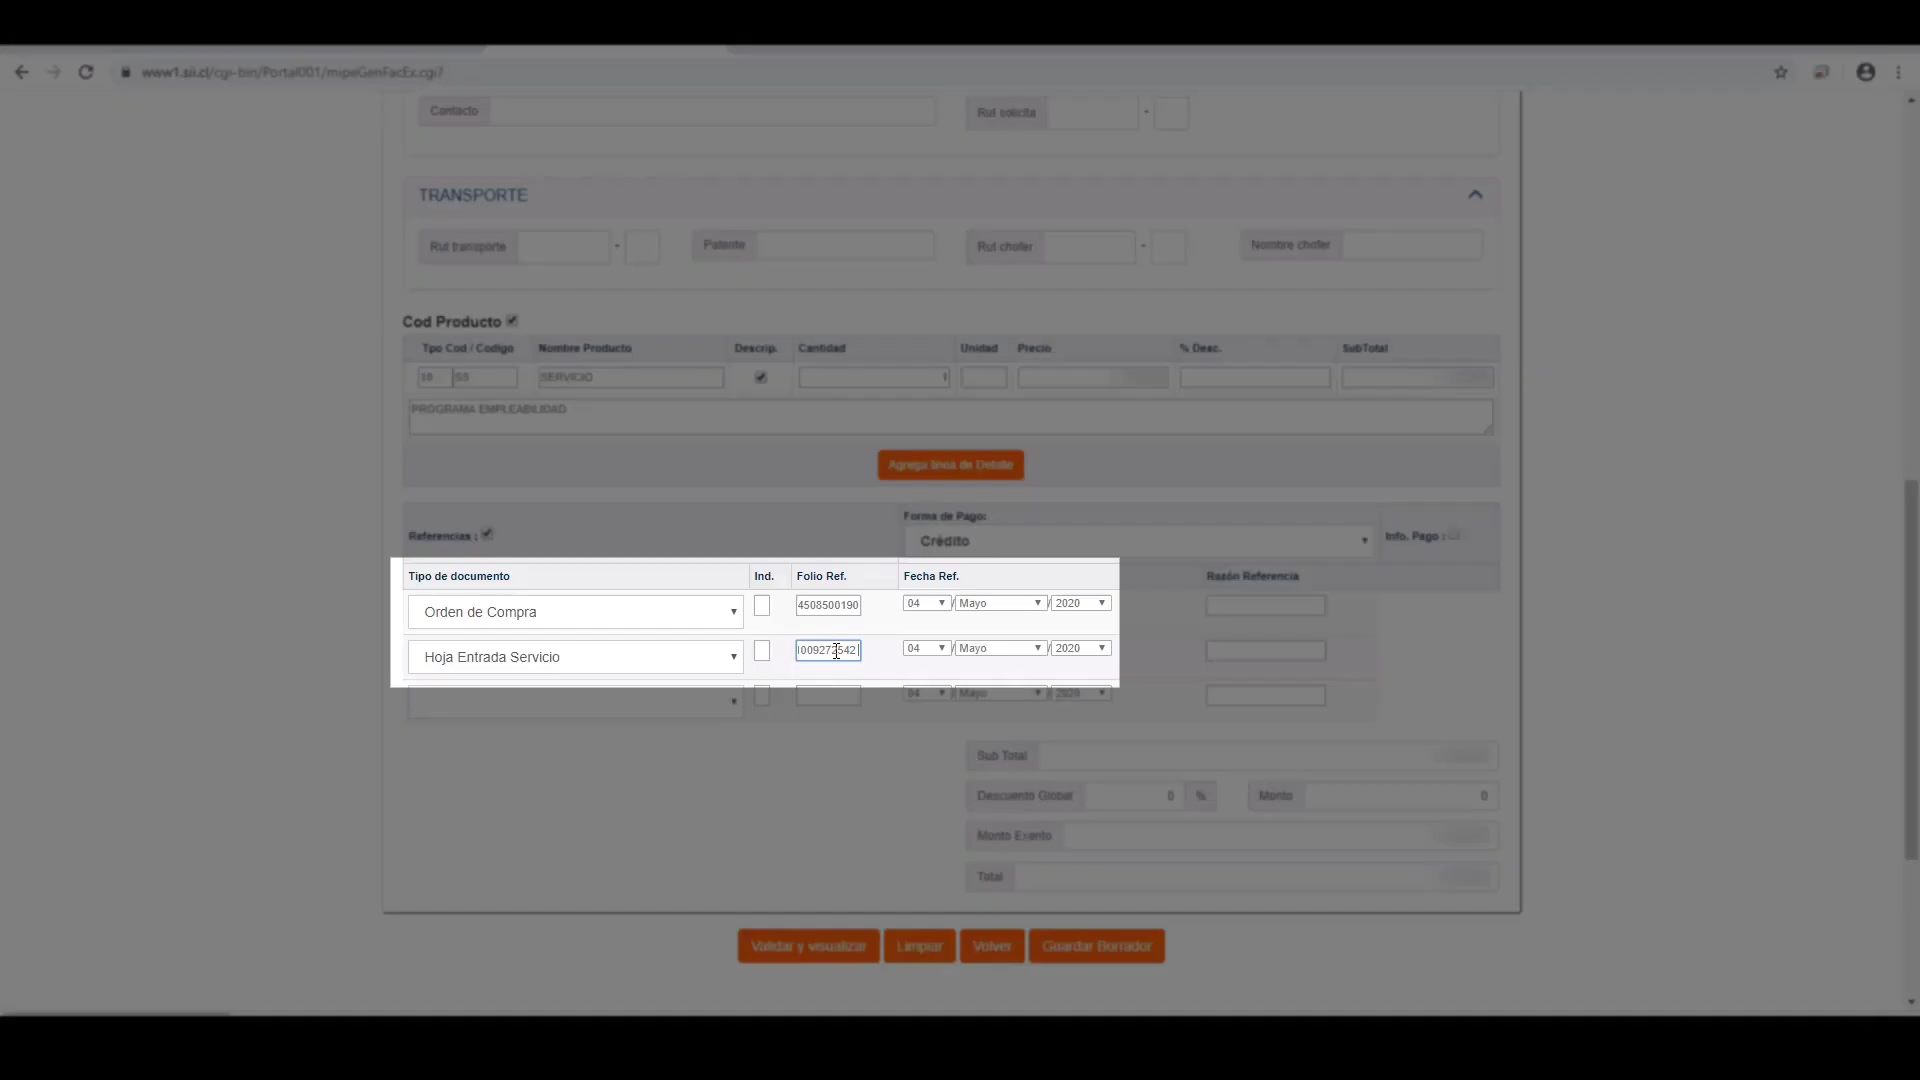 www1.sii.cl/cgi-bin/Portal001/mipeGenFacEx.cgi?
Contacto
Rut solicita -
TRANSPORTE
Rut transporte - Patente Rut chofer - Nombre chofer
Cod Producto
Tpo Cod / Codigo Nombre Producto Descrip. Cantidad Unidad Precio % Desc. SubTotal
SERVICIO
PROGRAMA EMPLEABILIDAD
Agrega linea de Detalle
Forma de Pago:
Referencias :
Crédito
Info. Pago :
Tipo de documento Ind. Folio Ref. Fecha Ref. Razón Referencia
Orden de Compra 4508500190 04 / Mayo / 2020
Hoja Entrada Servicio 04 / Mayo / 2020
04 / Mayo / 2020
Sub Total
Descuento Global 0 % Monto 0
Monto Exento
Total
Validar y visualizar Limpiar Volver Guardar Borrador